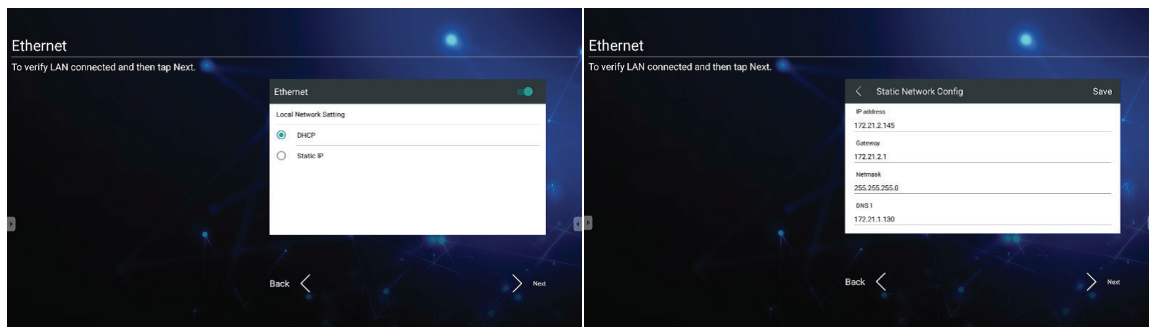 Ethernet
To verify LAN connected and then tap Next.
Ethernet
Local Network Setting
DHCP
Static IP
Back
Next
Ethernet
To verify LAN connected and then tap Next.
Static Network Config Save
IP address
172.21.2.145
Gateway
172.21.2.1
Netmask
255.255.255.0
DNS 1
172.21.1.130
Back
Next